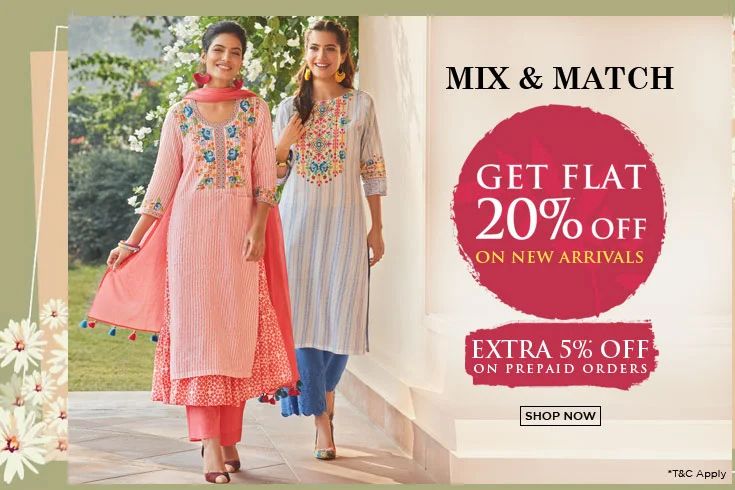 MIX & MATCH
GET FLAT
20% OFF
ON NEW ARRIVALS
EXTRA 5% OFF
ON PREPAID ORDERS
SHOP NOW
*T&C Apply